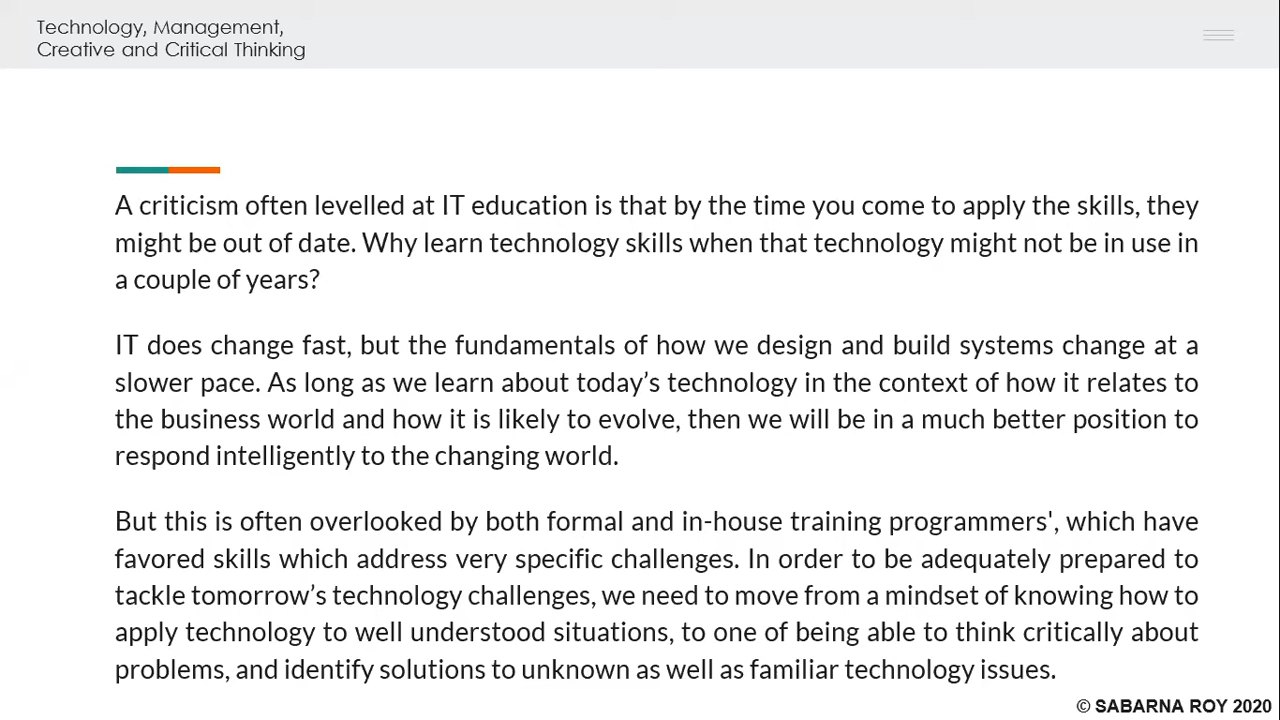 Technology, Management,
Creative and Critical Thinking
A criticism often levelled at IT education is that by the time you come to apply the skills, they
might be out of date. Why learn technology skills when that technology might not be in use in
a couple of years?
IT does change fast, but the fundamentals of how we design and build systems change at a
slower pace. As long as we learn about today’s technology in the context of how it relates to
the business world and how it is likely to evolve, then we will be in a much better position to
respond intelligently to the changing world.
But this is often overlooked by both formal and in-house training programmers', which have
favored skills which address very specific challenges. In order to be adequately prepared to
tackle tomorrow’s technology challenges, we need to move from a mindset of knowing how to
apply technology to well understood situations, to one of being able to think critically about
problems, and identify solutions to unknown as well as familiar technology issues.
© SABARNA ROY 2020